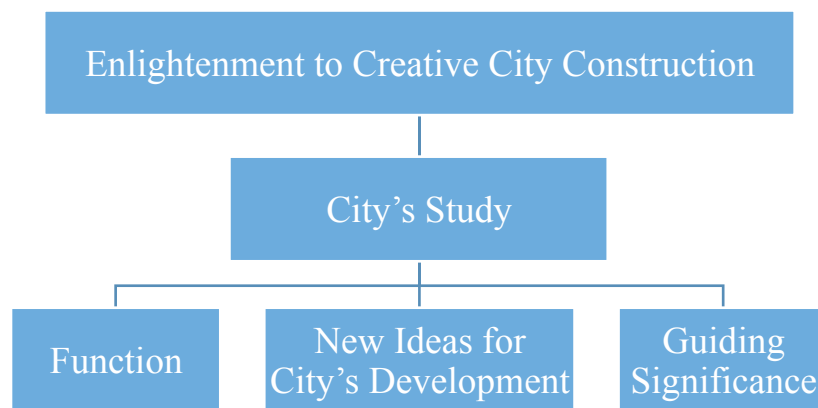 Enlightenment to Creative City Construction
City’s Study
Function
New Ideas for
City’s Development
Guiding
Significance